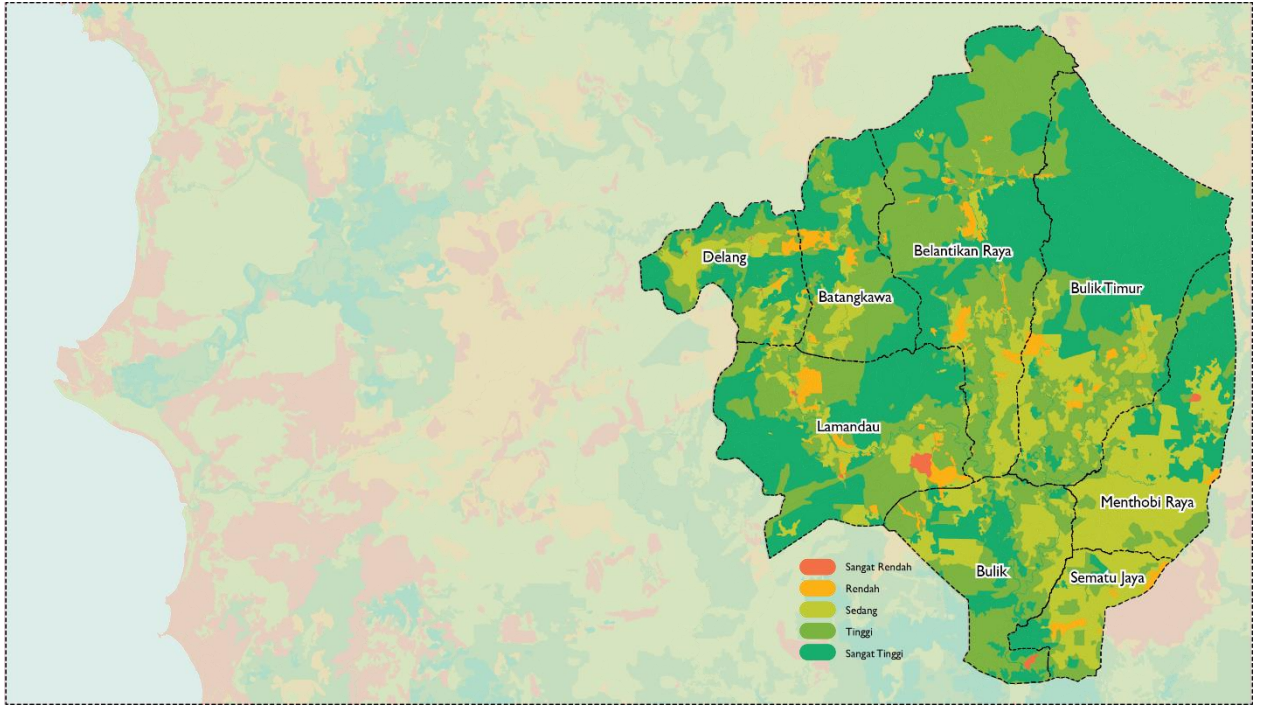 Belantikan Raya
Delang
Bulik Timur
Batangkawa
Lamandau
Menthobi Raya
Bulik
Sematu Jaya
Sangat Rendah
Rendah
Sedang
Tinggi
Sangat Tinggi